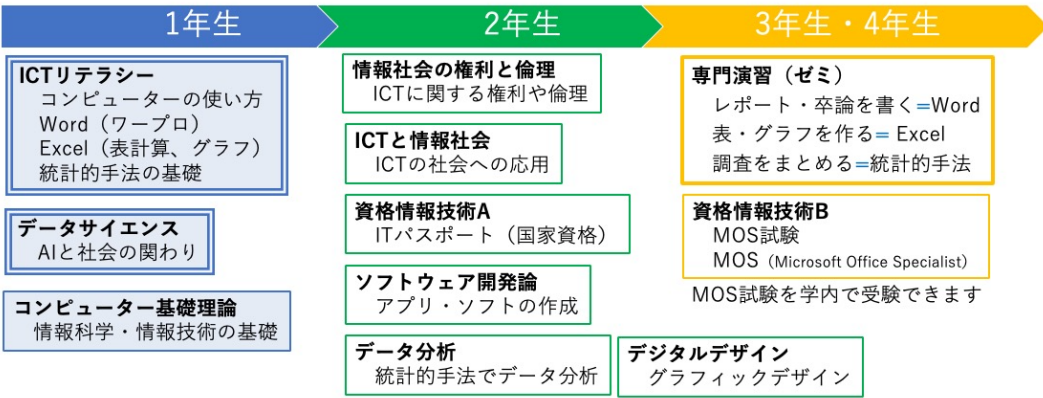 1年生
2年生
3年生・4年生
ICTリテラシー
コンピューターの使い方
Word（ワープロ）
Excel（表計算、グラフ）
統計的手法の基礎
データサイエンス
AIと社会の関わり
コンピューター基礎理論
情報科学・情報技術の基礎
情報社会の権利と倫理
ICTに関する権利や倫理
ICTと情報社会
ICTの社会への応用
資格情報技術A
ITパスポート（国家資格）
ソフトウェア開発論
アプリ・ソフトの作成
データ分析
統計的手法でデータ分析
デジタルデザイン
グラフィックデザイン
専門演習（ゼミ）
レポート・卒論を書く=Word
表・グラフを作る= Excel
調査をまとめる=統計的手法
資格情報技術B
MOS試験
MOS（Microsoft Office Specialist）
MOS試験を学内で受験できます